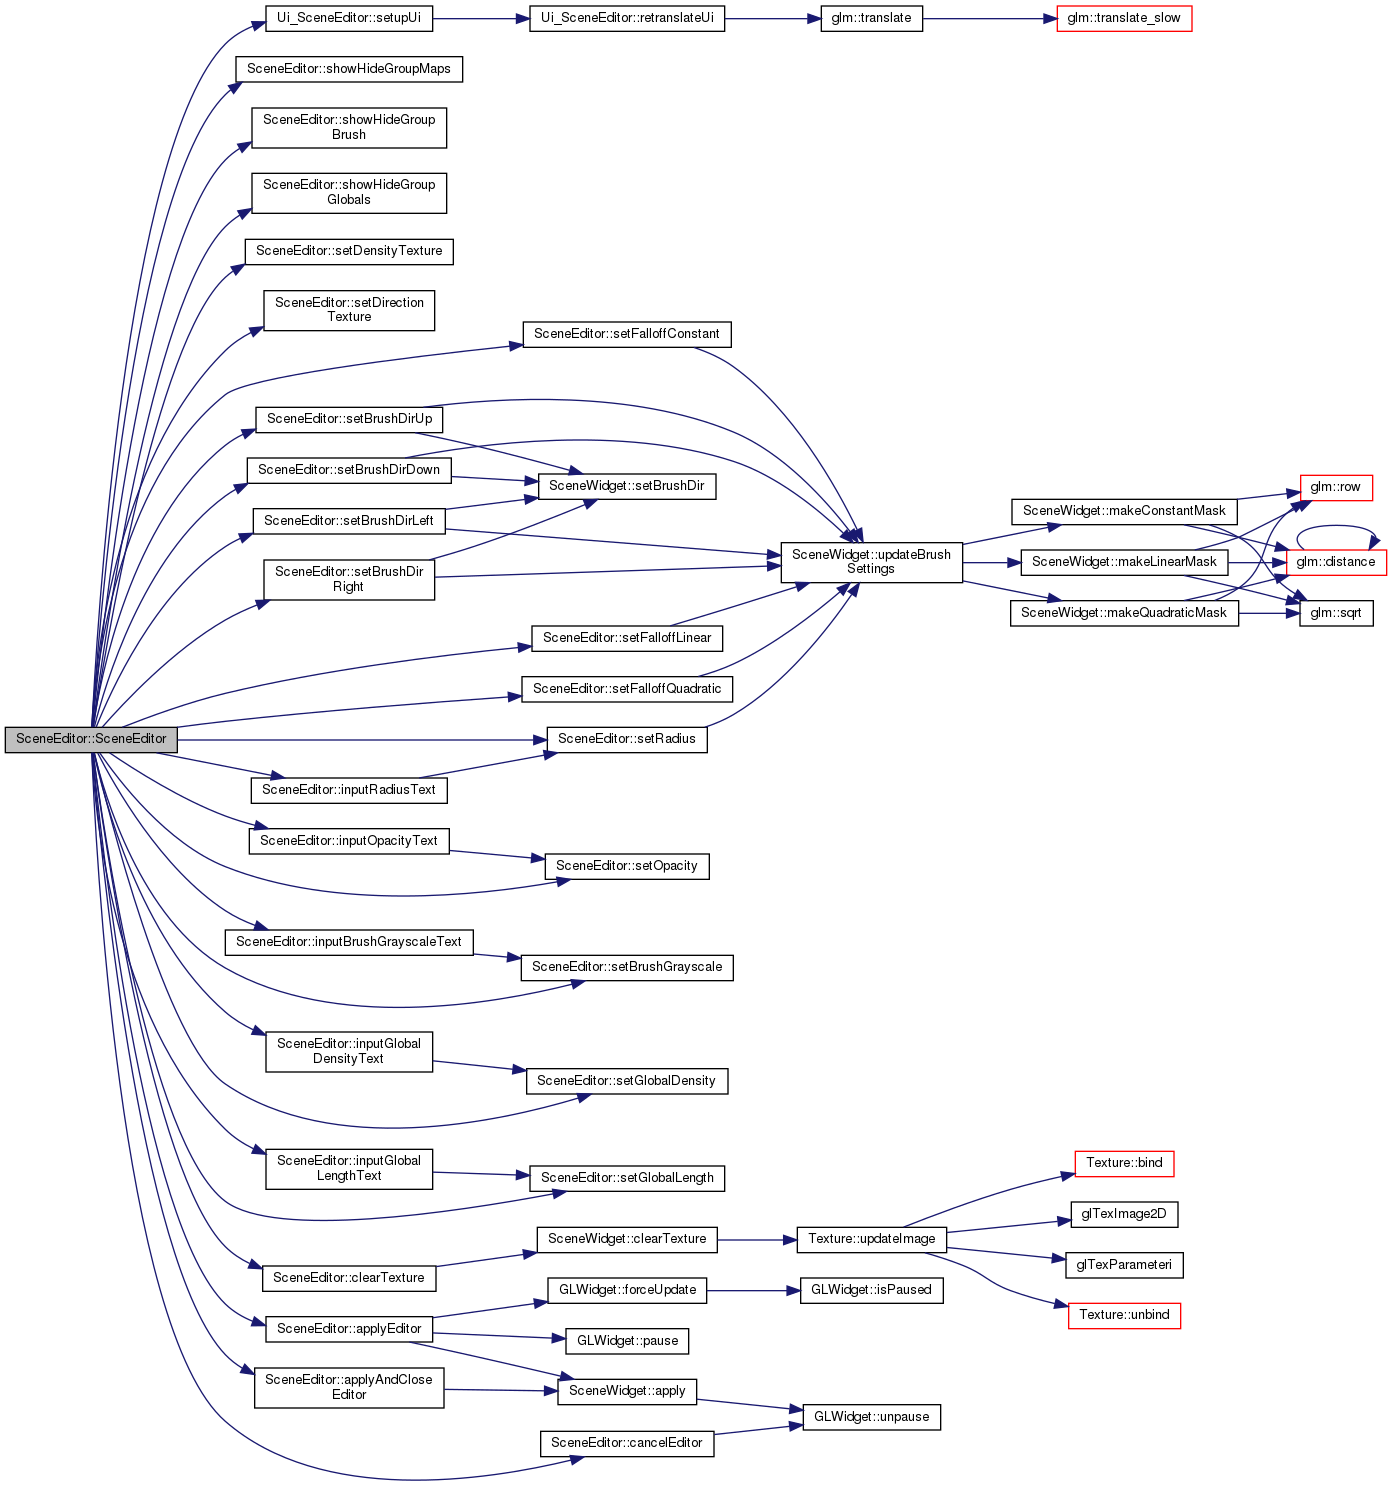 Ui_SceneEditor::setupUi
Ui_SceneEditor::retranslateUi
glm::translate
glm::translate_slow
SceneEditor::showHideGroupMaps
SceneEditor::showHideGroup
Brush
SceneEditor::showHideGroup
Globals
SceneEditor::setDensityTexture
SceneEditor::setDirection
Texture
SceneEditor::setFalloffConstant
SceneEditor::setBrushDirUp
SceneEditor::setBrushDirDown
SceneWidget::setBrushDir
SceneEditor::setBrushDirLeft
SceneEditor::setBrushDir
Right
SceneWidget::updateBrush
Settings
SceneWidget::makeConstantMask
SceneWidget::makeLinearMask
SceneWidget::makeQuadraticMask
glm::row
glm::distance
glm::sqrt
SceneEditor::setFalloffLinear
SceneEditor::setFalloffQuadratic
SceneEditor::SceneEditor
SceneEditor::setRadius
SceneEditor::inputRadiusText
SceneEditor::inputOpacityText
SceneEditor::setOpacity
SceneEditor::inputBrushGrayscaleText
SceneEditor::setBrushGrayscale
SceneEditor::inputGlobal
DensityText
SceneEditor::setGlobalDensity
SceneEditor::inputGlobal
LengthText
SceneEditor::setGlobalLength
SceneEditor::clearTexture
SceneWidget::clearTexture
Texture::updateImage
Texture::bind
glTexImage2D
glTexParameteri
Texture::unbind
SceneEditor::applyEditor
GLWidget::forceUpdate
GLWidget::isPaused
GLWidget::pause
SceneEditor::applyAndClose
Editor
SceneWidget::apply
GLWidget::unpause
SceneEditor::cancelEditor